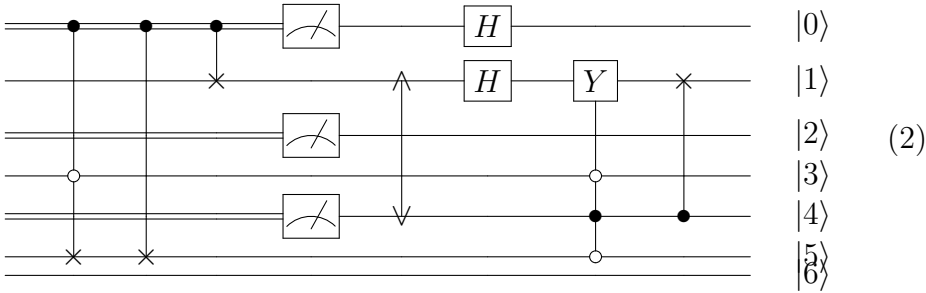 H |0⟩
H Y |1⟩
|2⟩ (2)
|3⟩
|4⟩
|5⟩
|6⟩